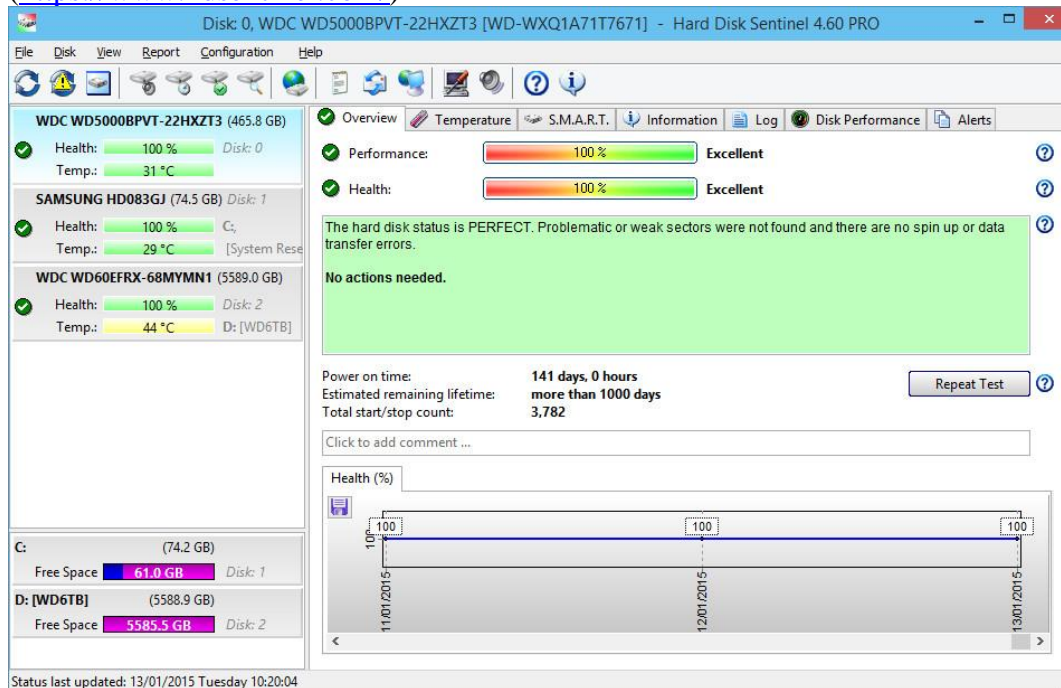 Disk: 0, WDC WD5000BPVT-22HXZT3 [WD-WXQ1A71T7671] - Hard Disk Sentinel 4.60 PRO
File Disk View Report Configuration Help
WDC WD5000BPVT-22HXZT3 (465.8 GB)
Health: 100 % Disk: 0
Temp.: 31 °C
SAMSUNG HD083GJ (74.5 GB) Disk: 1
Health: 100 % C:,
Temp.: 29 °C [System Rese
WDC WD60EFRX-68MYMN1 (5589.0 GB)
Health: 100 % Disk: 2
Temp.: 44 °C D: [WD6TB]
C: (74.2 GB)
Free Space 61.0 GB Disk: 1
D: [WD6TB] (5588.9 GB)
Free Space 5585.5 GB Disk: 2
Overview Temperature S.M.A.R.T. Information Log Disk Performance Alerts
Performance: 100 % Excellent
Health: 100 % Excellent
The hard disk status is PERFECT. Problematic or weak sectors were not found and there are no spin up or data
transfer errors.
No actions needed.
Power on time: 141 days, 0 hours
Estimated remaining lifetime: more than 1000 days
Total start/stop count: 3,782
Repeat Test
Click to add comment ...
Health (%)
100
100 100 100
11/01/2015 12/01/2015 13/01/2015
Status last updated: 13/01/2015 Tuesday 10:20:04